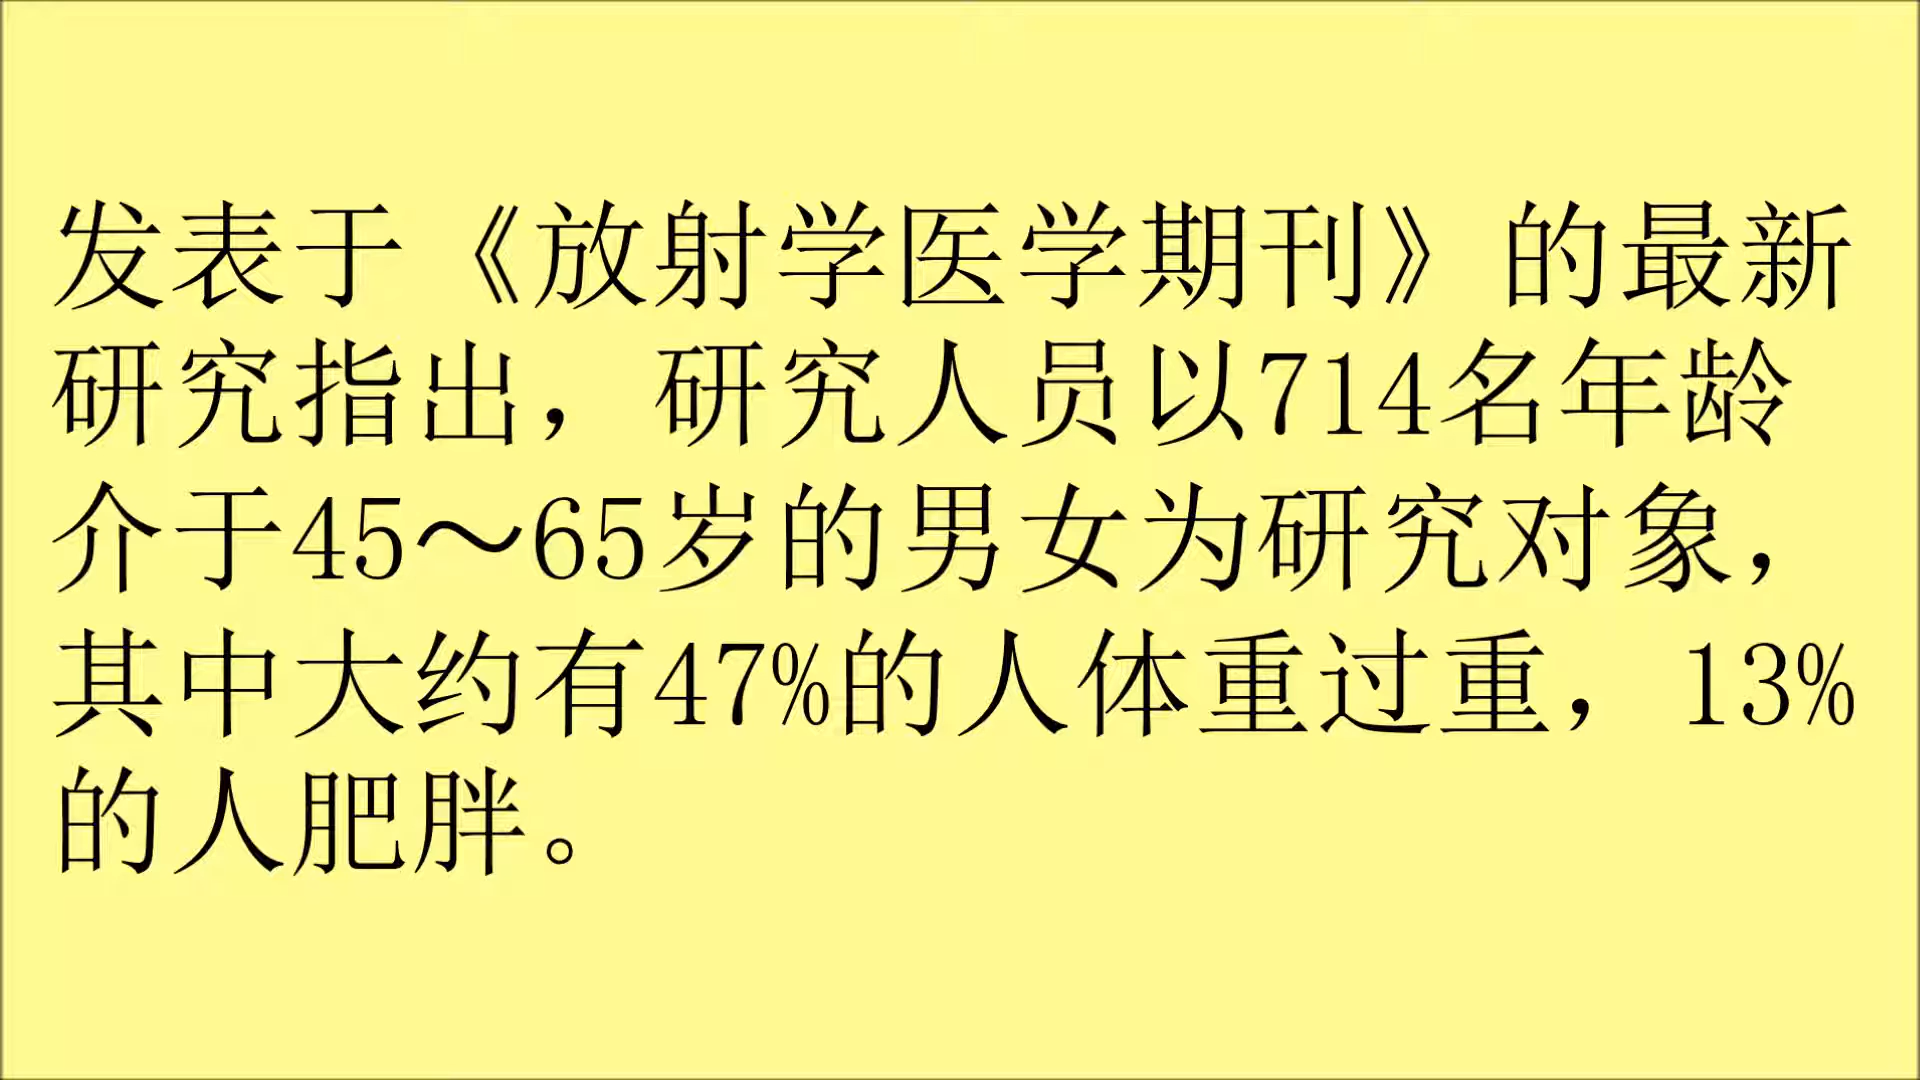 发表于《放射学医学期刊》的最新
研究指出，研究人员以714名年龄
介于45～65岁的男女为研究对象，
其中大约有47%的人体重过重，13%
的人肥胖。